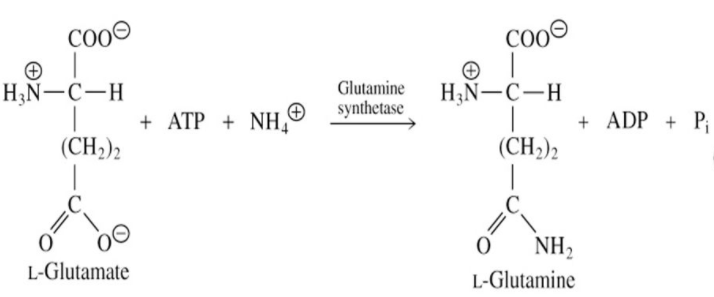 COO⊖
H₃N⊕—C—H
(CH₂)₂
C
O O⊖
L-Glutamate
+ ATP + NH₄⊕
Glutamine
synthetase
COO⊖
H₃N⊕—C—H
(CH₂)₂
C
O NH₂
L-Glutamine
+ ADP + Pᵢ